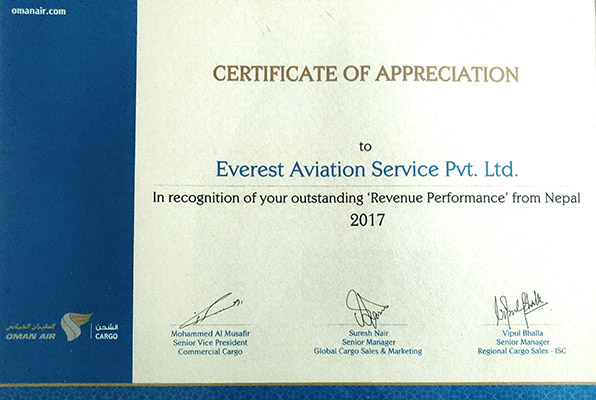 omanair.com
CERTIFICATE OF APPRECIATION
to
Everest Aviation Service Pvt. Ltd.
In recognition of your outstanding 'Revenue Performance' from Nepal
2017
Mohammed Al Musafir
Senior Vice President
Commercial Cargo
Suresh Nair
Senior Manager
Global Cargo Sales & Marketing
Vipul Bhalla
Senior Manager
Regional Cargo Sales - ISC
الطيران العماني
OMAN AIR
الشحن
CARGO